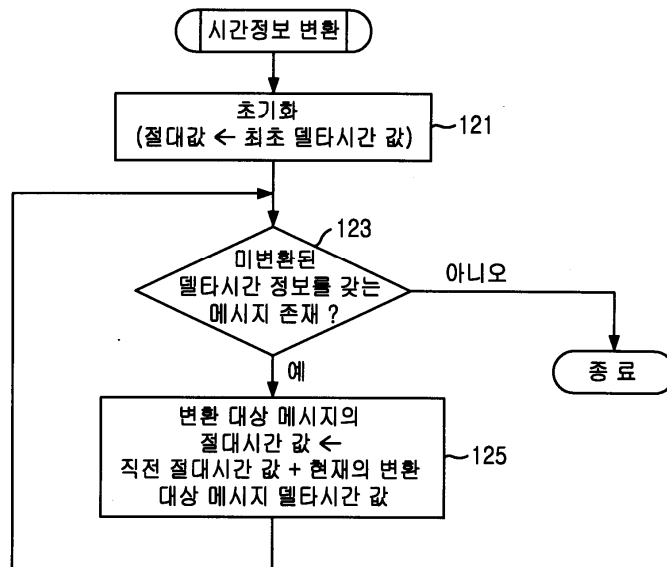 시간정보 변환
초기화
(절대값 ← 최초 델타시간 값)
121
123
미변환된
델타시간 정보를 갖는
메시지 존재 ?
아니오
예
종 료
변환 대상 메시지의
절대시간 값 ←
직전 절대시간 값 + 현재의 변환
대상 메시지 델타시간 값
125